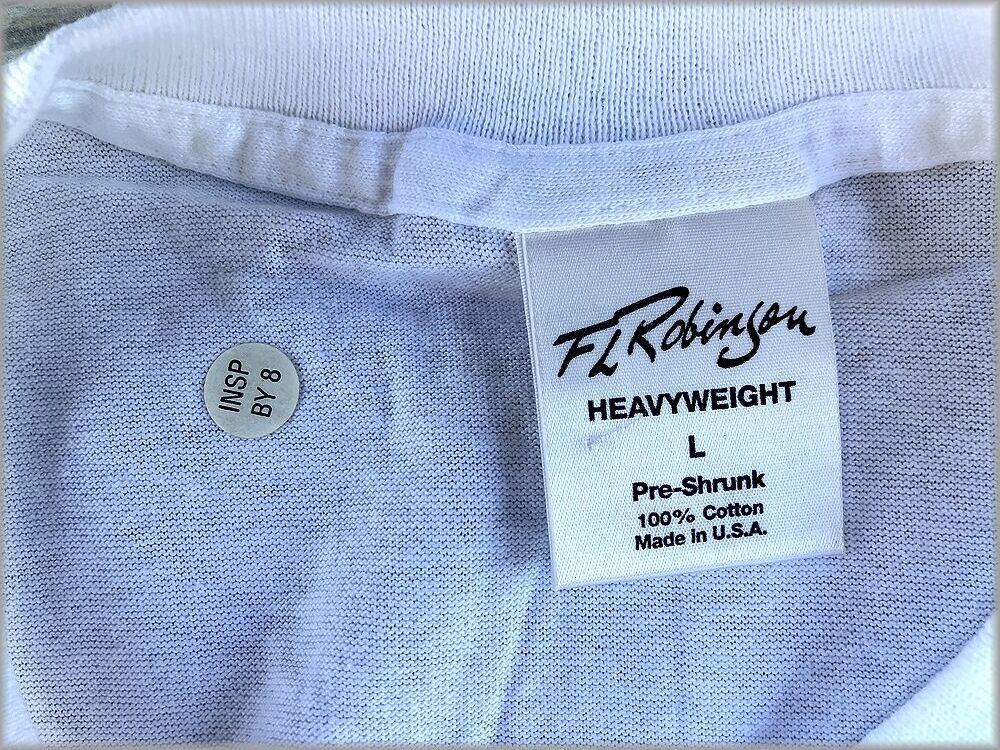 INSP
BY 8
FL Robinson
HEAVYWEIGHT
L
Pre-Shrunk
100% Cotton
Made in U.S.A.